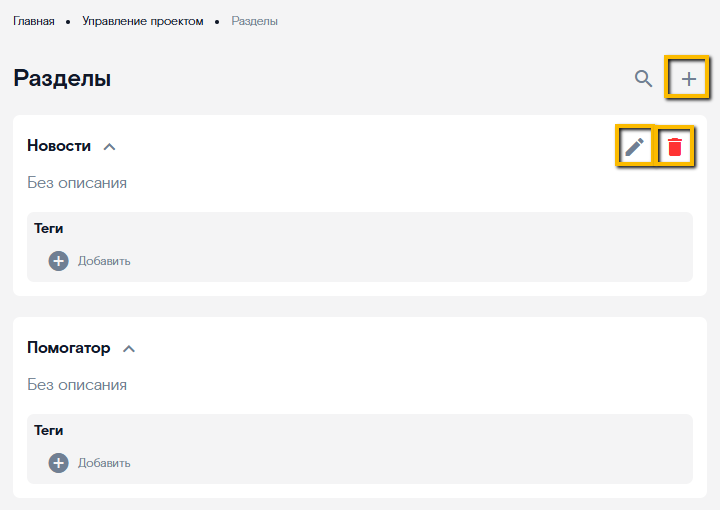 Главная • Управление проектом • Разделы
Разделы
Новости
Без описания
Теги
Добавить
Помогатор
Без описания
Теги
Добавить